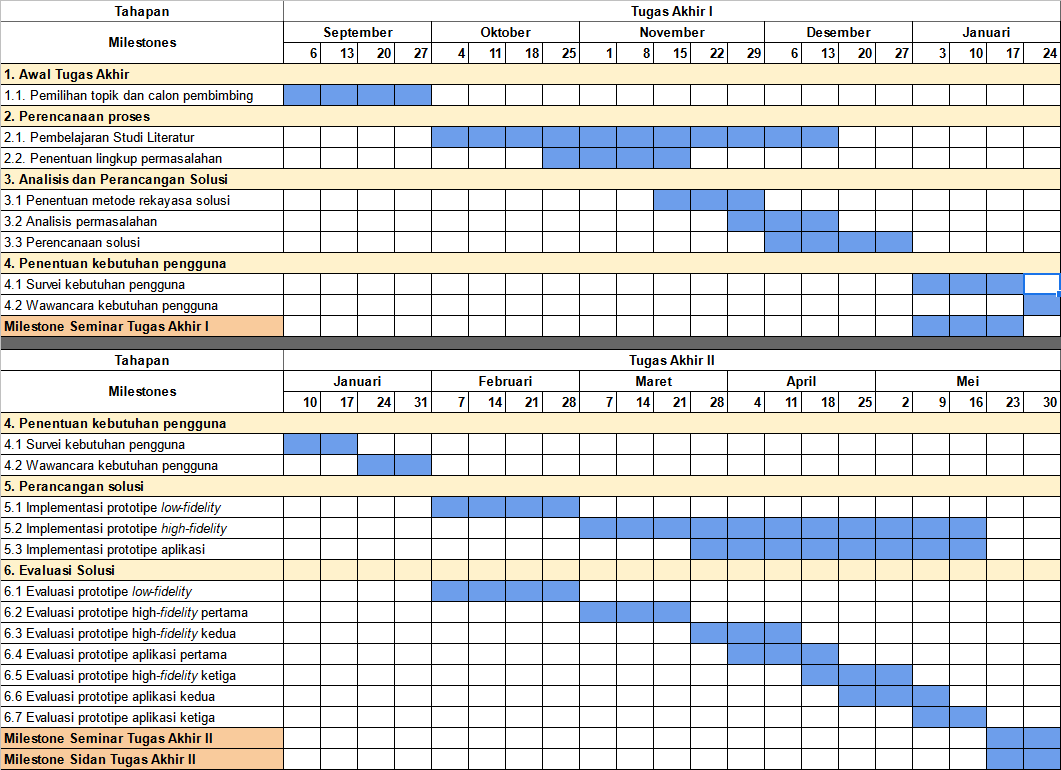 Tahapan Tugas Akhir I
Milestones September Oktober November Desember Januari
6 13 20 27 4 11 18 25 1 8 15 22 29 6 13 20 27 3 10 17 24
1. Awal Tugas Akhir
1.1. Pemilihan topik dan calon pembimbing
2. Perencanaan proses
2.1. Pembelajaran Studi Literatur
2.2. Penentuan lingkup permasalahan
3. Analisis dan Perancangan Solusi
3.1 Penentuan metode rekayasa solusi
3.2 Analisis permasalahan
3.3 Perencanaan solusi
4. Penentuan kebutuhan pengguna
4.1 Survei kebutuhan pengguna
4.2 Wawancara kebutuhan pengguna
Milestone Seminar Tugas Akhir I
Tahapan Tugas Akhir II
Milestones Januari Februari Maret April Mei
10 17 24 31 7 14 21 28 7 14 21 28 4 11 18 25 2 9 16 23 30
4. Penentuan kebutuhan pengguna
4.1 Survei kebutuhan pengguna
4.2 Wawancara kebutuhan pengguna
5. Perancangan solusi
5.1 Implementasi prototipe low-fidelity
5.2 Implementasi prototipe high-fidelity
5.3 Implementasi prototipe aplikasi
6. Evaluasi Solusi
6.1 Evaluasi prototipe low-fidelity
6.2 Evaluasi prototipe high-fidelity pertama
6.3 Evaluasi prototipe high-fidelity kedua
6.4 Evaluasi prototipe aplikasi pertama
6.5 Evaluasi prototipe high-fidelity ketiga
6.6 Evaluasi prototipe aplikasi kedua
6.7 Evaluasi prototipe aplikasi ketiga
Milestone Seminar Tugas Akhir II
Milestone Sidan Tugas Akhir II